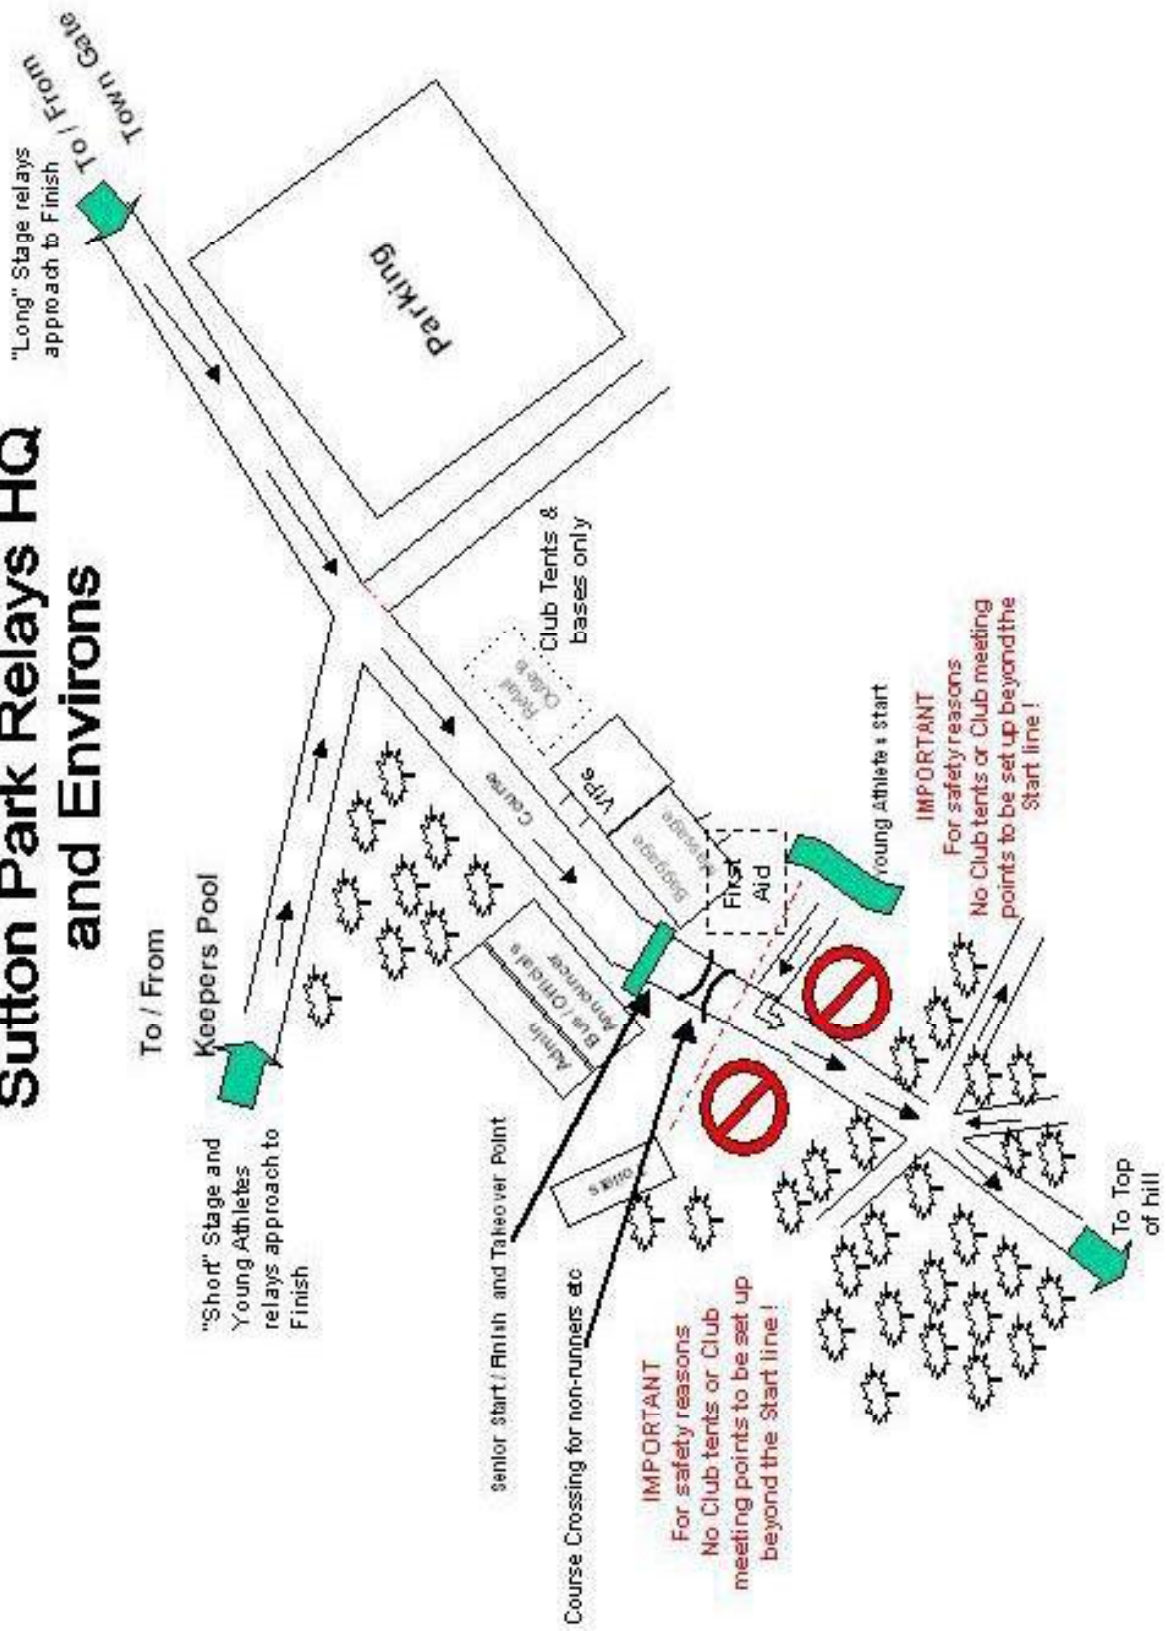 Sutton Park Relays HQ
and Environs
"Long" Stage relays
approach to Finish
To / From
Town Gate
To / From
Keepers Pool
"Short" Stage and
Young Athletes
relays approach to
Finish
Parking
Course
Club Tents &
bases only
Retail
Outlets
VIPs
Baggage
Massage
First
Aid
Admin
Bus / Officials
Announcer
Young Athletes Start
Senior Start / Finish and Takeover Point
Course Crossing for non-runners etc
IMPORTANT
For safety reasons
No Club tents or Club meeting
points to be set up beyond the
Start line !
IMPORTANT
For safety reasons
No Club tents or Club
meeting points to be set up
beyond the Start line !
To Top
of hill